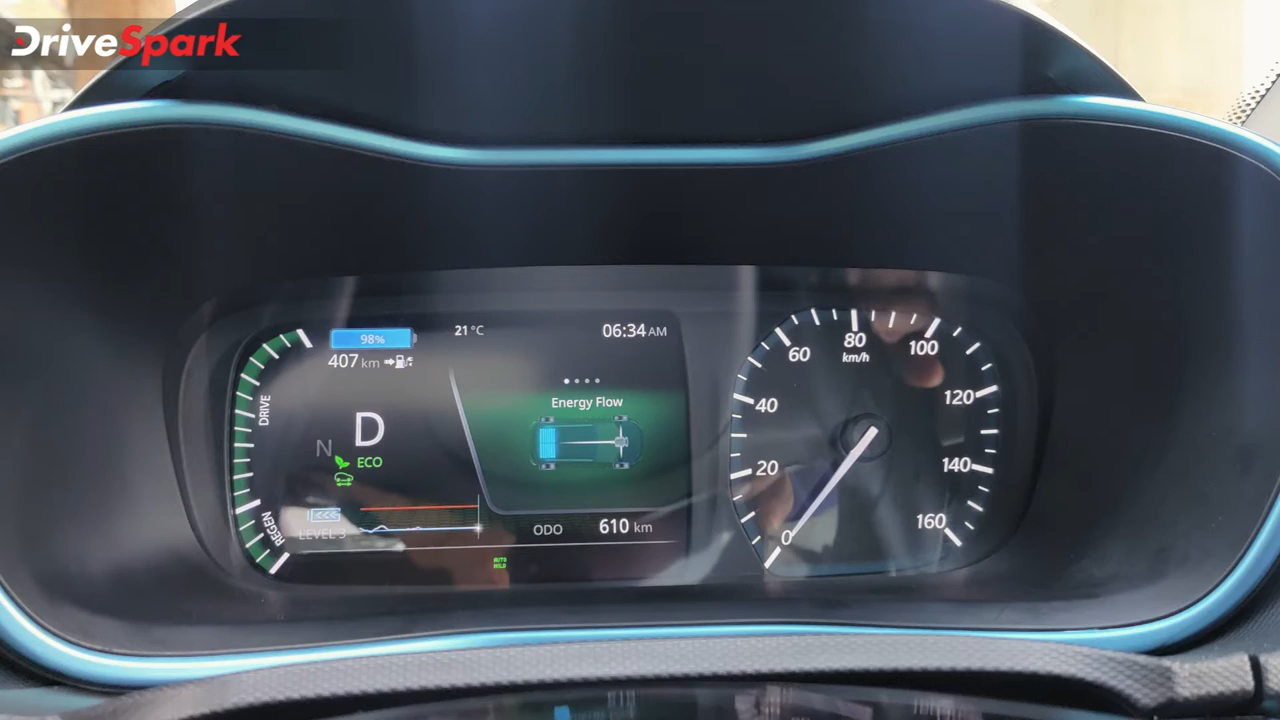 DriveSpark
98%
21°C
06:34 AM
407 km
Energy Flow
DRIVE
D
N
ECO
REGEN
LEVEL 3
ODO 610 km
AUTO
HILD
0
20
40
60
80
km/h
100
120
140
160